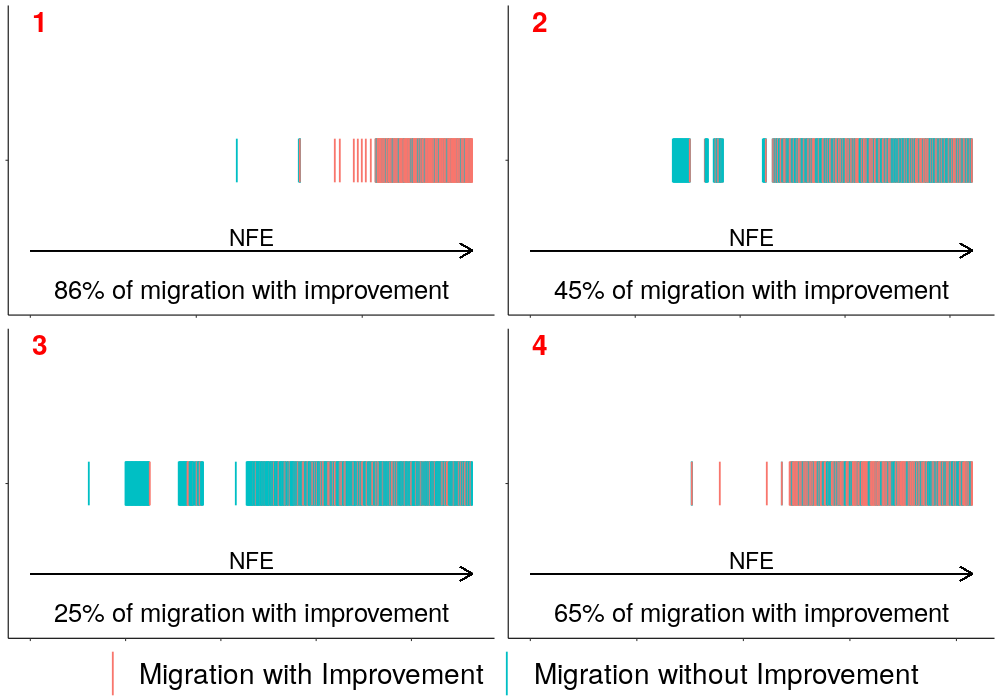 1
NFE
86% of migration with improvement
2
NFE
45% of migration with improvement
3
NFE
25% of migration with improvement
4
NFE
65% of migration with improvement
Migration with Improvement
Migration without Improvement